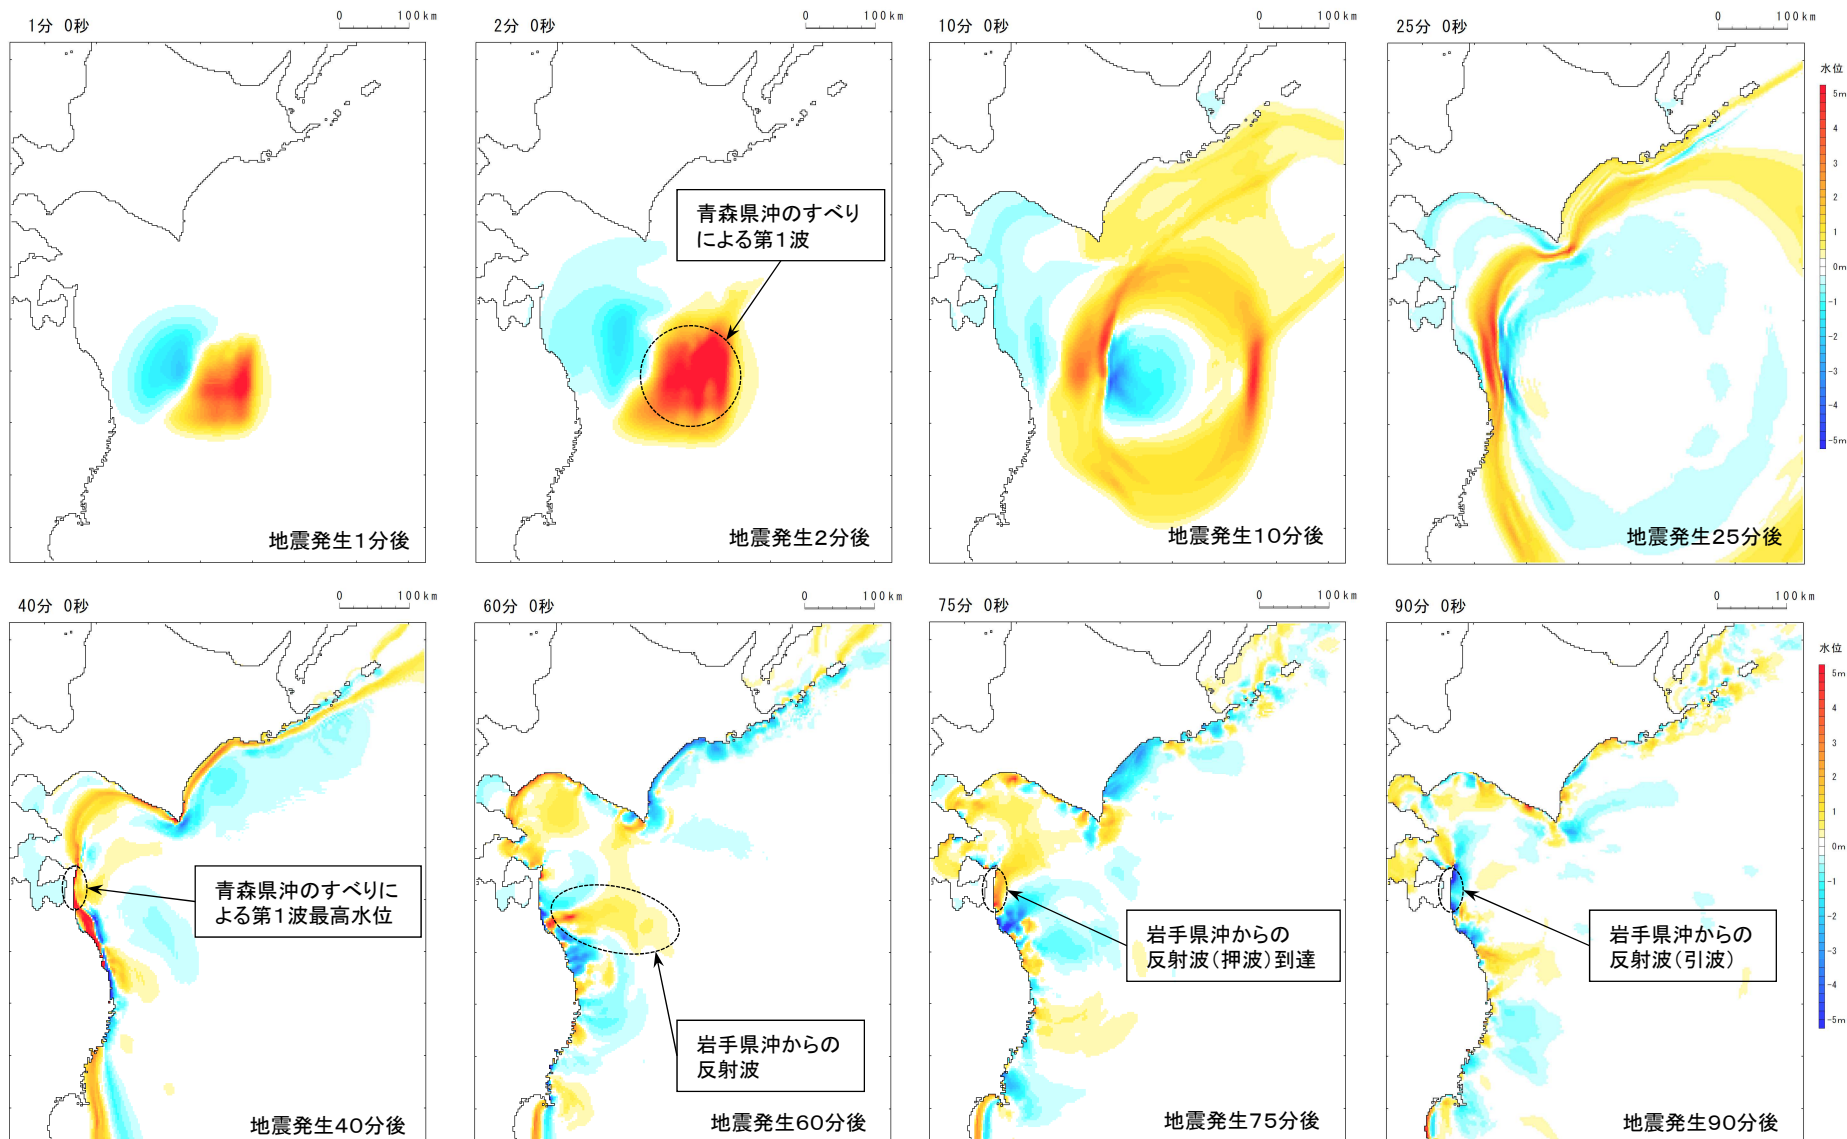 1分 0秒
0 100km
青森県沖のすべり
による第1波
地震発生1分後
2分 0秒
0 100km
地震発生2分後
10分 0秒
0 100km
地震発生10分後
25分 0秒
0 100km
地震発生25分後
水位
5m
4
3
2
1
0m
-1
-2
-3
-4
-5m
40分 0秒
0 100km
青森県沖のすべりに
よる第1波最高水位
地震発生40分後
60分 0秒
0 100km
岩手県沖からの
反射波
地震発生60分後
75分 0秒
0 100km
岩手県沖からの
反射波(押波)到達
地震発生75分後
90分 0秒
0 100km
岩手県沖からの
反射波(引波)
地震発生90分後
水位
5m
4
3
2
1
0m
-1
-2
-3
-4
-5m